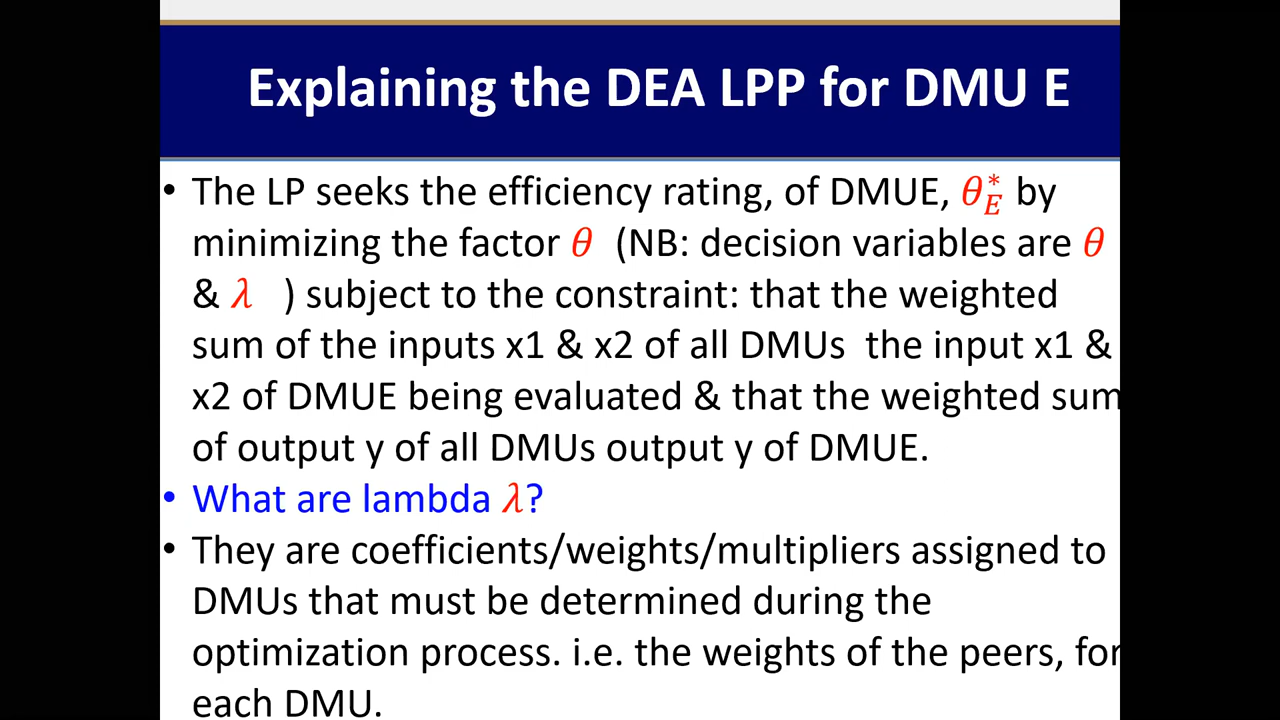 Explaining the DEA LPP for DMU E
• The LP seeks the efficiency rating, of DMUE, θ*E by
minimizing the factor θ (NB: decision variables are θ
& λ ) subject to the constraint: that the weighted
sum of the inputs x1 & x2 of all DMUs the input x1 &
x2 of DMUE being evaluated & that the weighted sum
of output y of all DMUs output y of DMUE.
• What are lambda λ?
• They are coefficients/weights/multipliers assigned to
DMUs that must be determined during the
optimization process. i.e. the weights of the peers, for
each DMU.